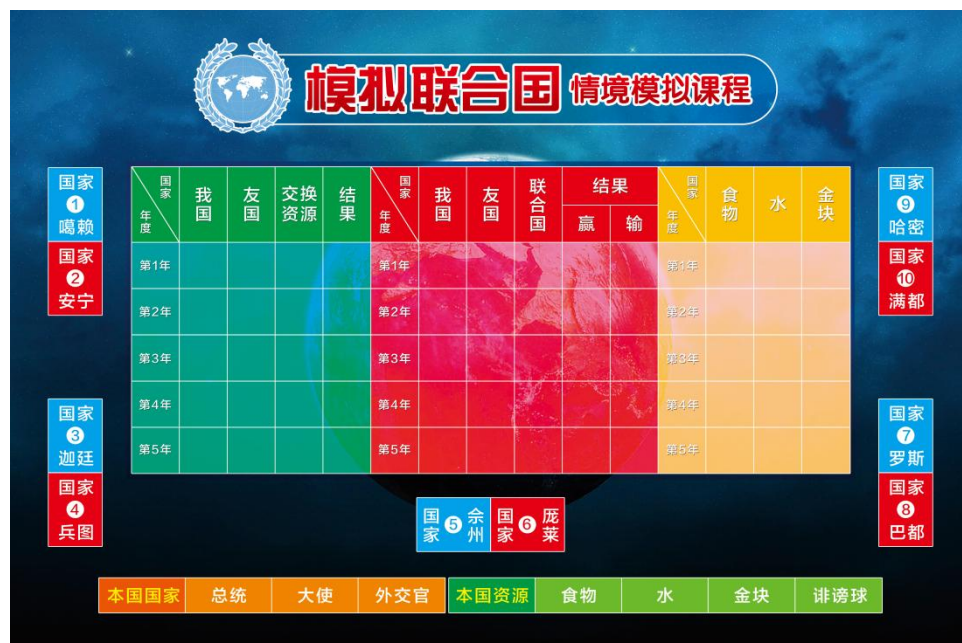 模拟联合国 情境模拟课程
国家 1 噶赖
国家 2 安宁
国家 3 迦廷
国家 4 兵图
国家 年度 我国 友国 交换资源 结果 国家 年度 我国 友国 联合国 结果 赢 输 国家 年度 食物 水 金块
第1年 第1年 第1年
第2年 第2年 第2年
第3年 第3年 第3年
第4年 第4年 第4年
第5年 第5年 第5年
国家 9 哈密
国家 10 满都
国家 7 罗斯
国家 8 巴都
国家 5 佘州 国家 6 庞莱
本国国家 总统 大使 外交官 本国资源 食物 水 金块 诽谤球